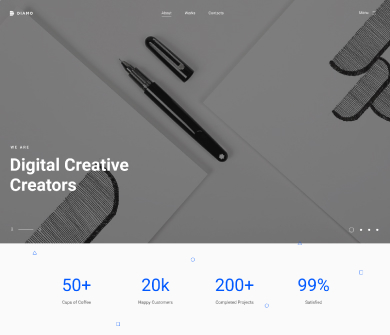 DIAMO
About
Works
Contacts
Menu
WE ARE
Digital Creative
Creators
50+
20k
200+
99%
Cups of Coffee
Happy Customers
Completed Projects
Satisfied